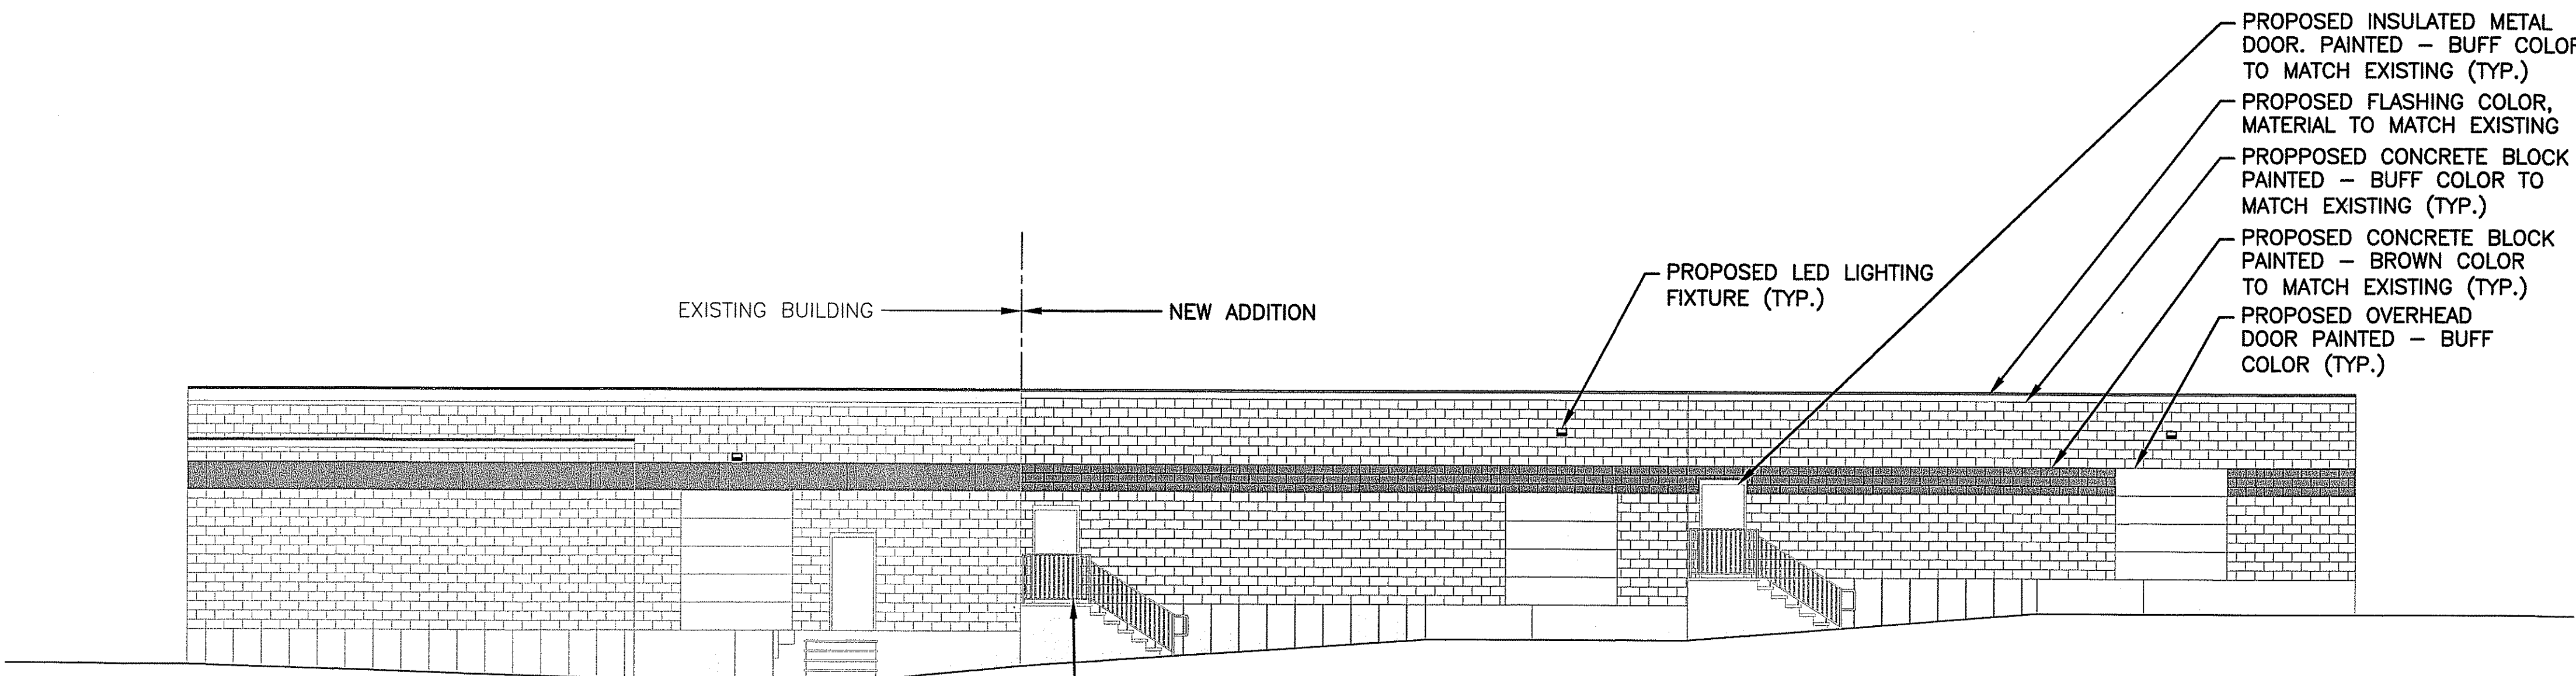 PROPOSED INSULATED METAL
DOOR. PAINTED – BUFF COLOR
TO MATCH EXISTING (TYP.)
PROPOSED FLASHING COLOR,
MATERIAL TO MATCH EXISTING
PROPPOSED CONCRETE BLOCK
PAINTED – BUFF COLOR TO
MATCH EXISTING (TYP.)
PROPOSED CONCRETE BLOCK
PAINTED – BROWN COLOR
TO MATCH EXISTING (TYP.)
PROPOSED OVERHEAD
DOOR PAINTED – BUFF
COLOR (TYP.)
PROPOSED LED LIGHTING
FIXTURE (TYP.)
EXISTING BUILDING
NEW ADDITION